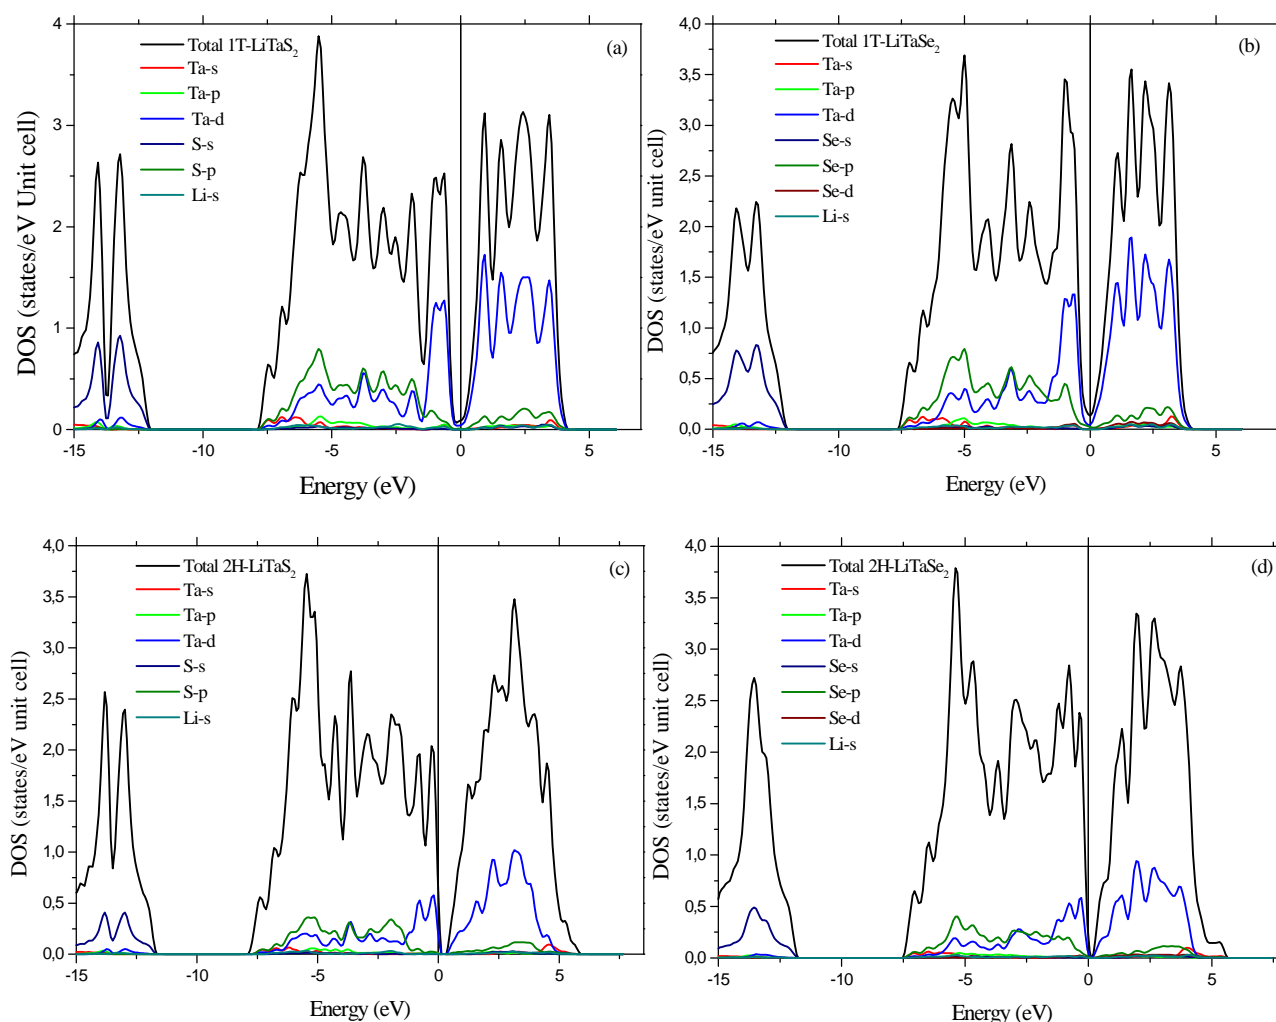 (a)
Total 1T-LiTaS₂
Ta-s
Ta-p
Ta-d
S-s
S-p
Li-s
4
3
2
1
0
DOS (states/eV Unit cell)
-10
-5
0
5
Energy (eV)
(b)
Total 1T-LiTaSe₂
Ta-s
Ta-p
Ta-d
Se-s
Se-p
Se-d
Li-s
4,0
3,5
3,0
2,5
2,0
1,5
1,0
0,5
0,0
DOS (states/eV unit cell)
-15
-10
-5
0
5
Energy (eV)
(c)
Total 2H-LiTaS₂
Ta-s
Ta-p
Ta-d
S-s
S-p
Li-s
4,0
3,5
3,0
2,5
2,0
1,5
1,0
0,5
0,0
DOS (states/eV unit cell)
-15
-10
-5
0
5
Energy (eV)
(d)
Total 2H-LiTaSe₂
Ta-s
Ta-p
Ta-d
Se-s
Se-p
Se-d
Li-s
4,0
3,5
3,0
2,5
2,0
1,5
1,0
0,5
0,0
DOS (states/eV unit cell)
-15
-10
-5
0
5
Energy (eV)